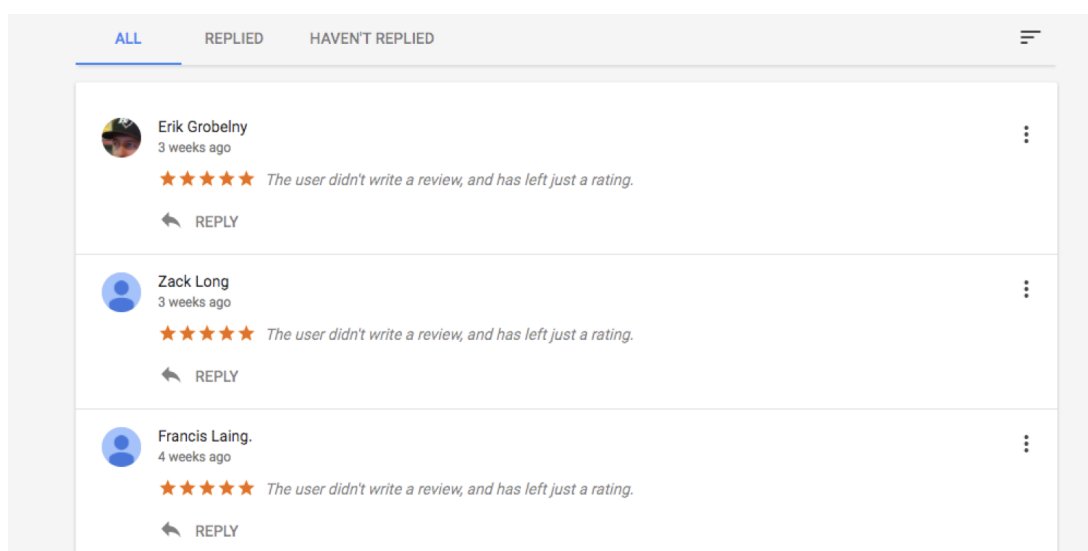 ALL REPLIED HAVEN'T REPLIED
Erik Grobelny
3 weeks ago
The user didn't write a review, and has left just a rating.
REPLY
Zack Long
3 weeks ago
The user didn't write a review, and has left just a rating.
REPLY
Francis Laing.
4 weeks ago
The user didn't write a review, and has left just a rating.
REPLY